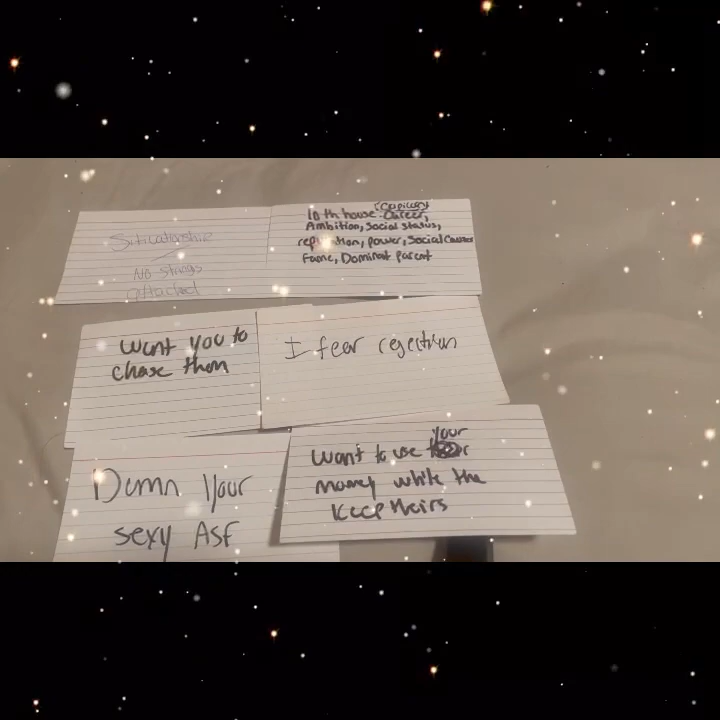 Situationship
No strings
attached
(Capricorn)
10th house - Career,
Ambition, Social status,
reputation, power, Social Causes
Fame, Dominant parent
Want you to
chase them
I fear rejection
Damn Your
sexy Asf
your
Want to use
money while the
Keep theirs